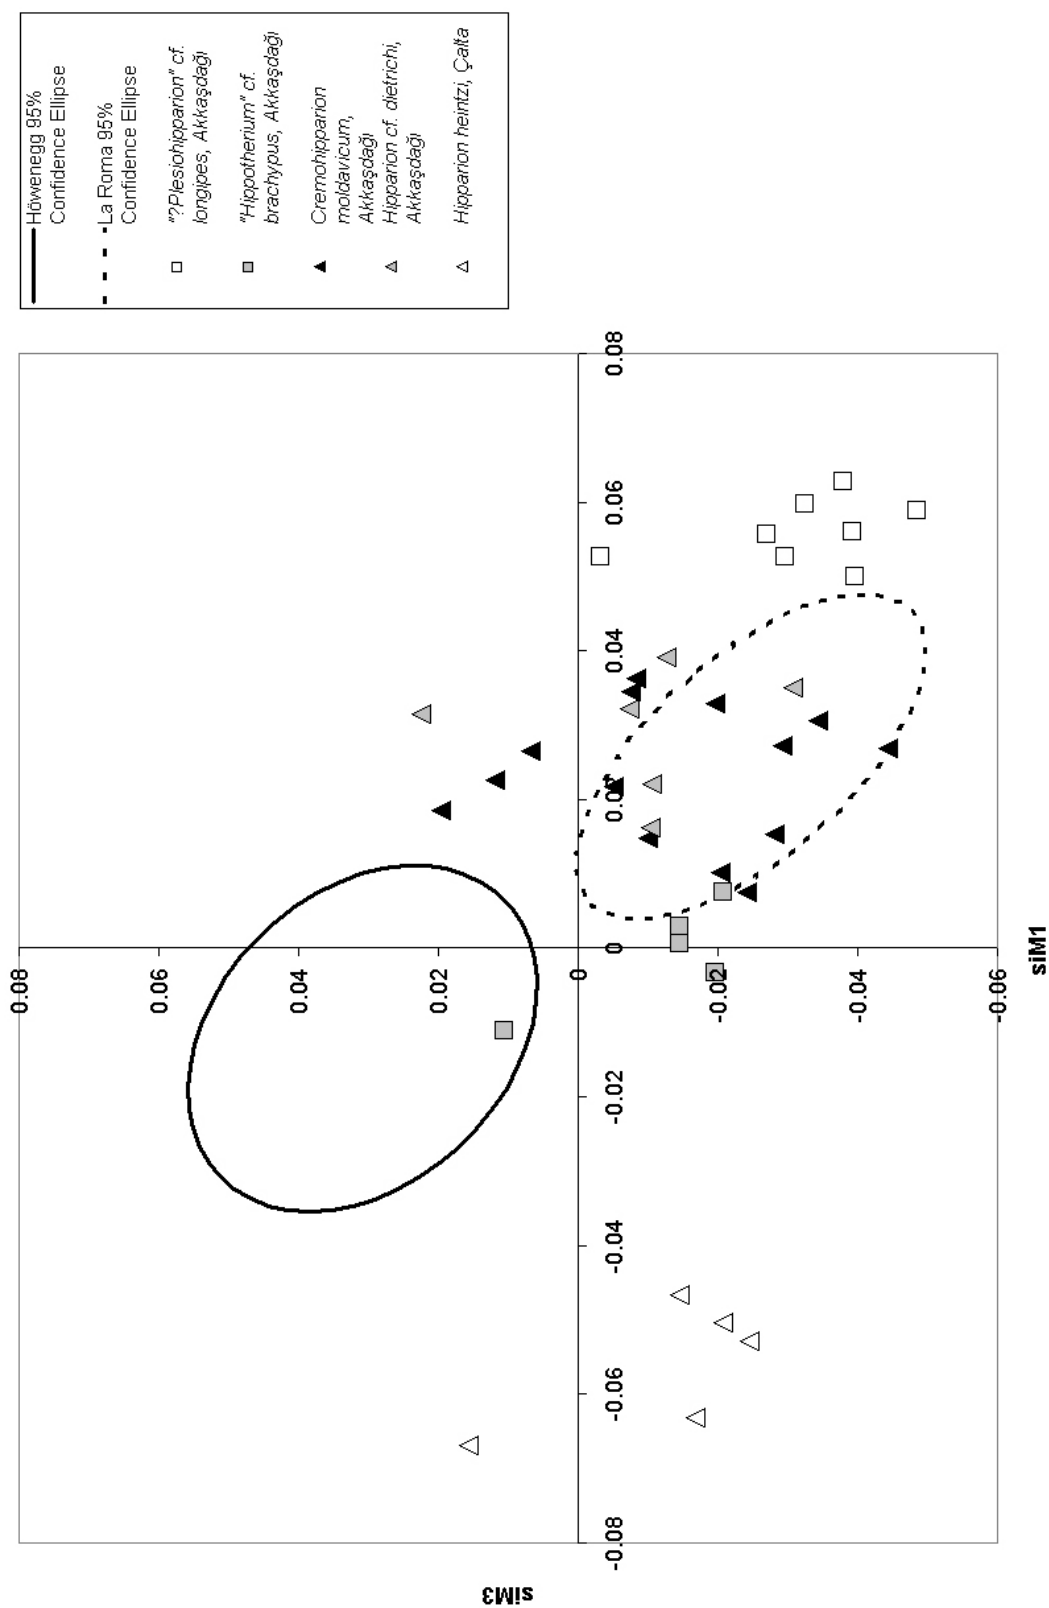 siM3
0.08
0.06
0.04
0.02
0
-0.02
-0.04
-0.06
-0.08
-0.06
-0.04
-0.02
0
0.02
0.04
0.06
0.08
siM1
Höwenegg 95%
Confidence Ellipse
La Roma 95%
Confidence Ellipse
"?Plesiohipparion" cf.
longipes, Akkaşdağı
"Hippotherium" cf.
brachypus, Akkaşdağı
Cremohipparion
moldavicum,
Akkaşdağı
Hipparion cf. dietrichi,
Akkaşdağı
Hipparion heintzi, Çalta